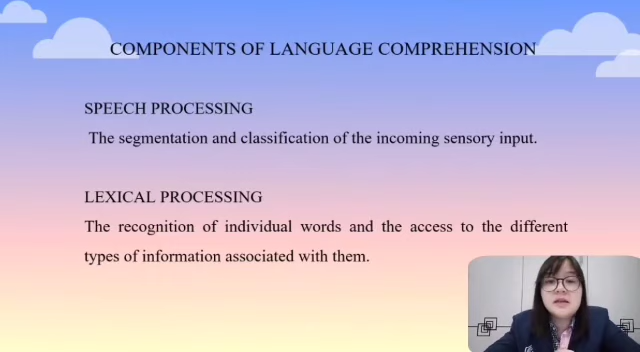 COMPONENTS OF LANGUAGE COMPREHENSION
SPEECH PROCESSING
The segmentation and classification of the incoming sensory input.
LEXICAL PROCESSING
The recognition of individual words and the access to the different
types of information associated with them.